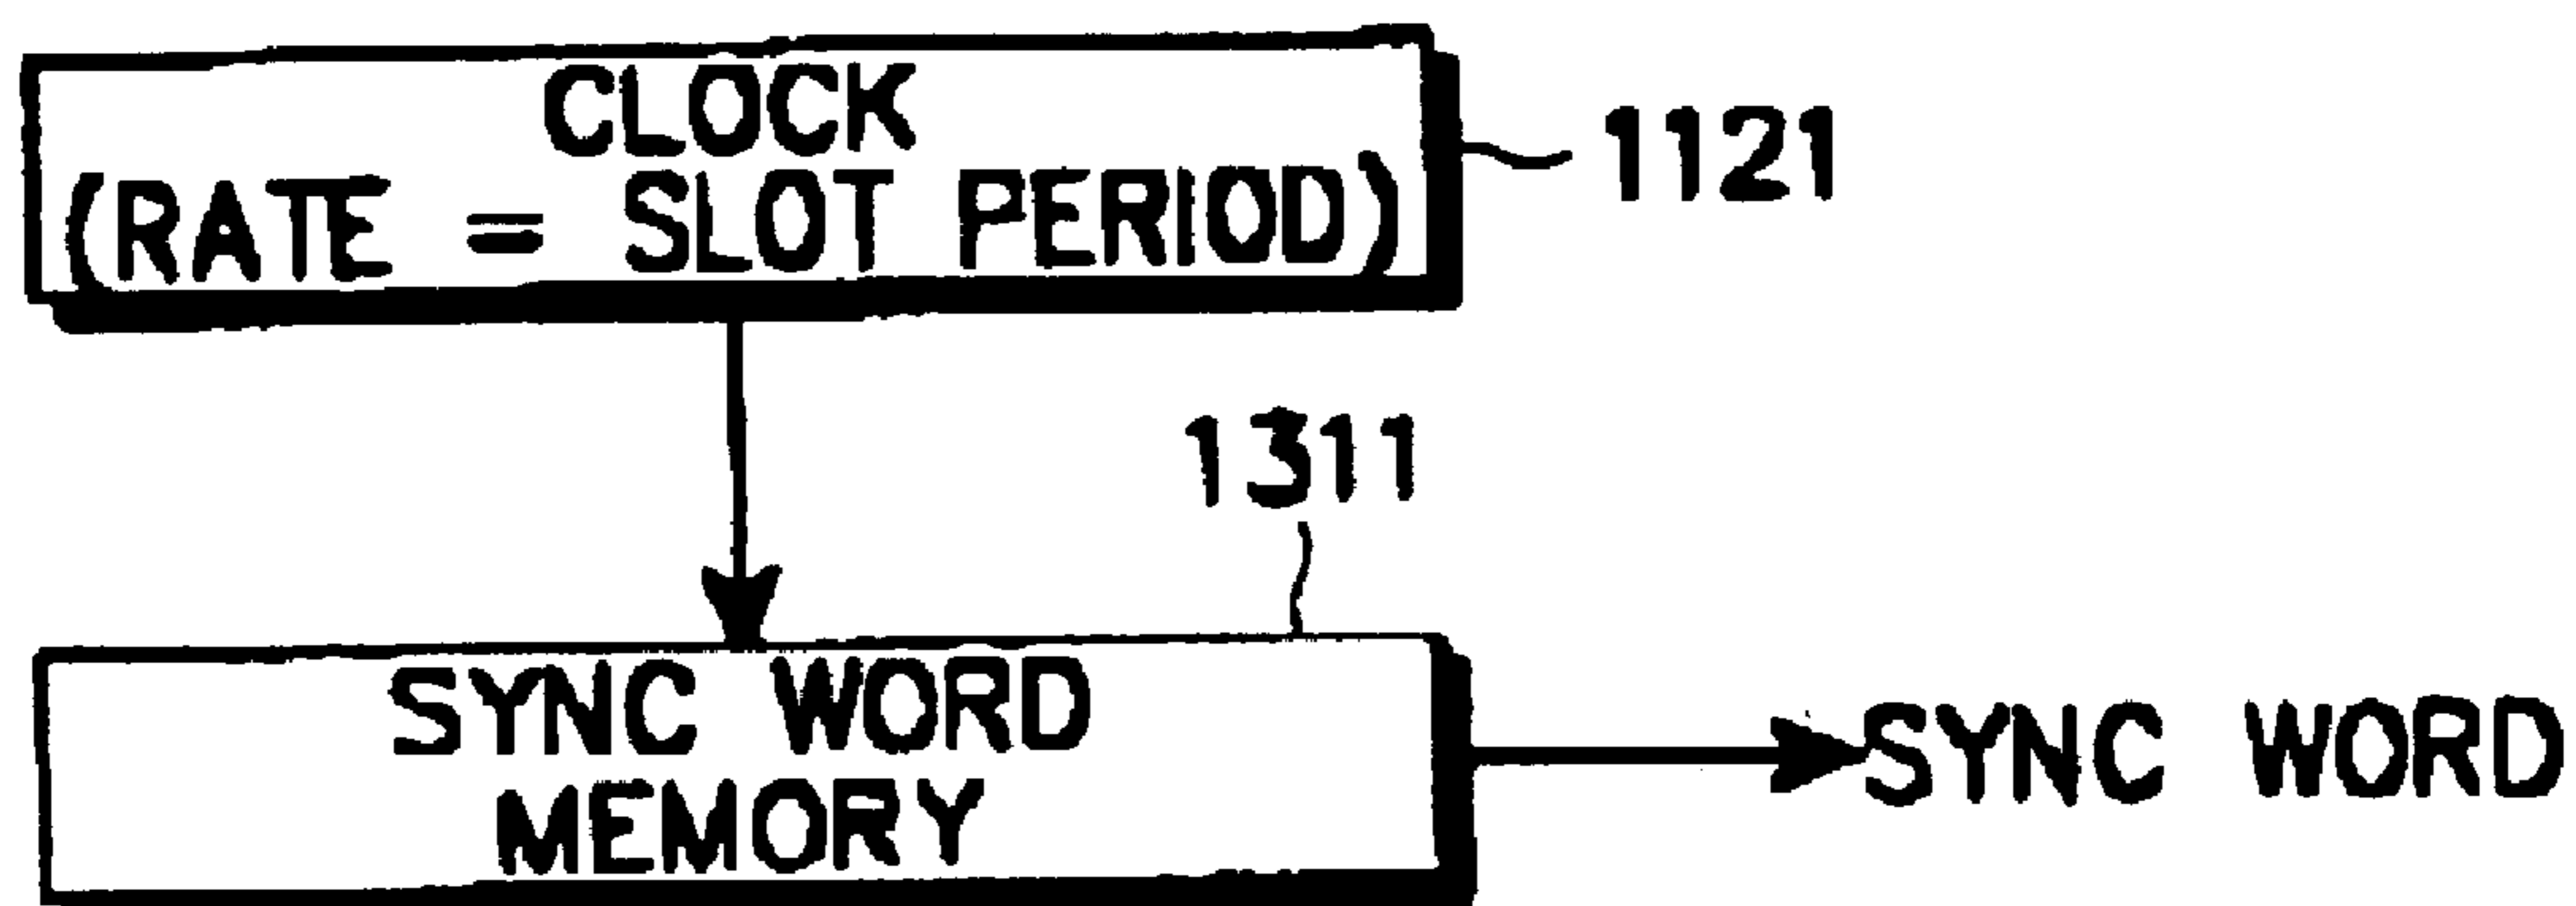 CLOCK
(RATE = SLOT PERIOD)
1121
1311
SYNC WORD
MEMORY
SYNC WORD